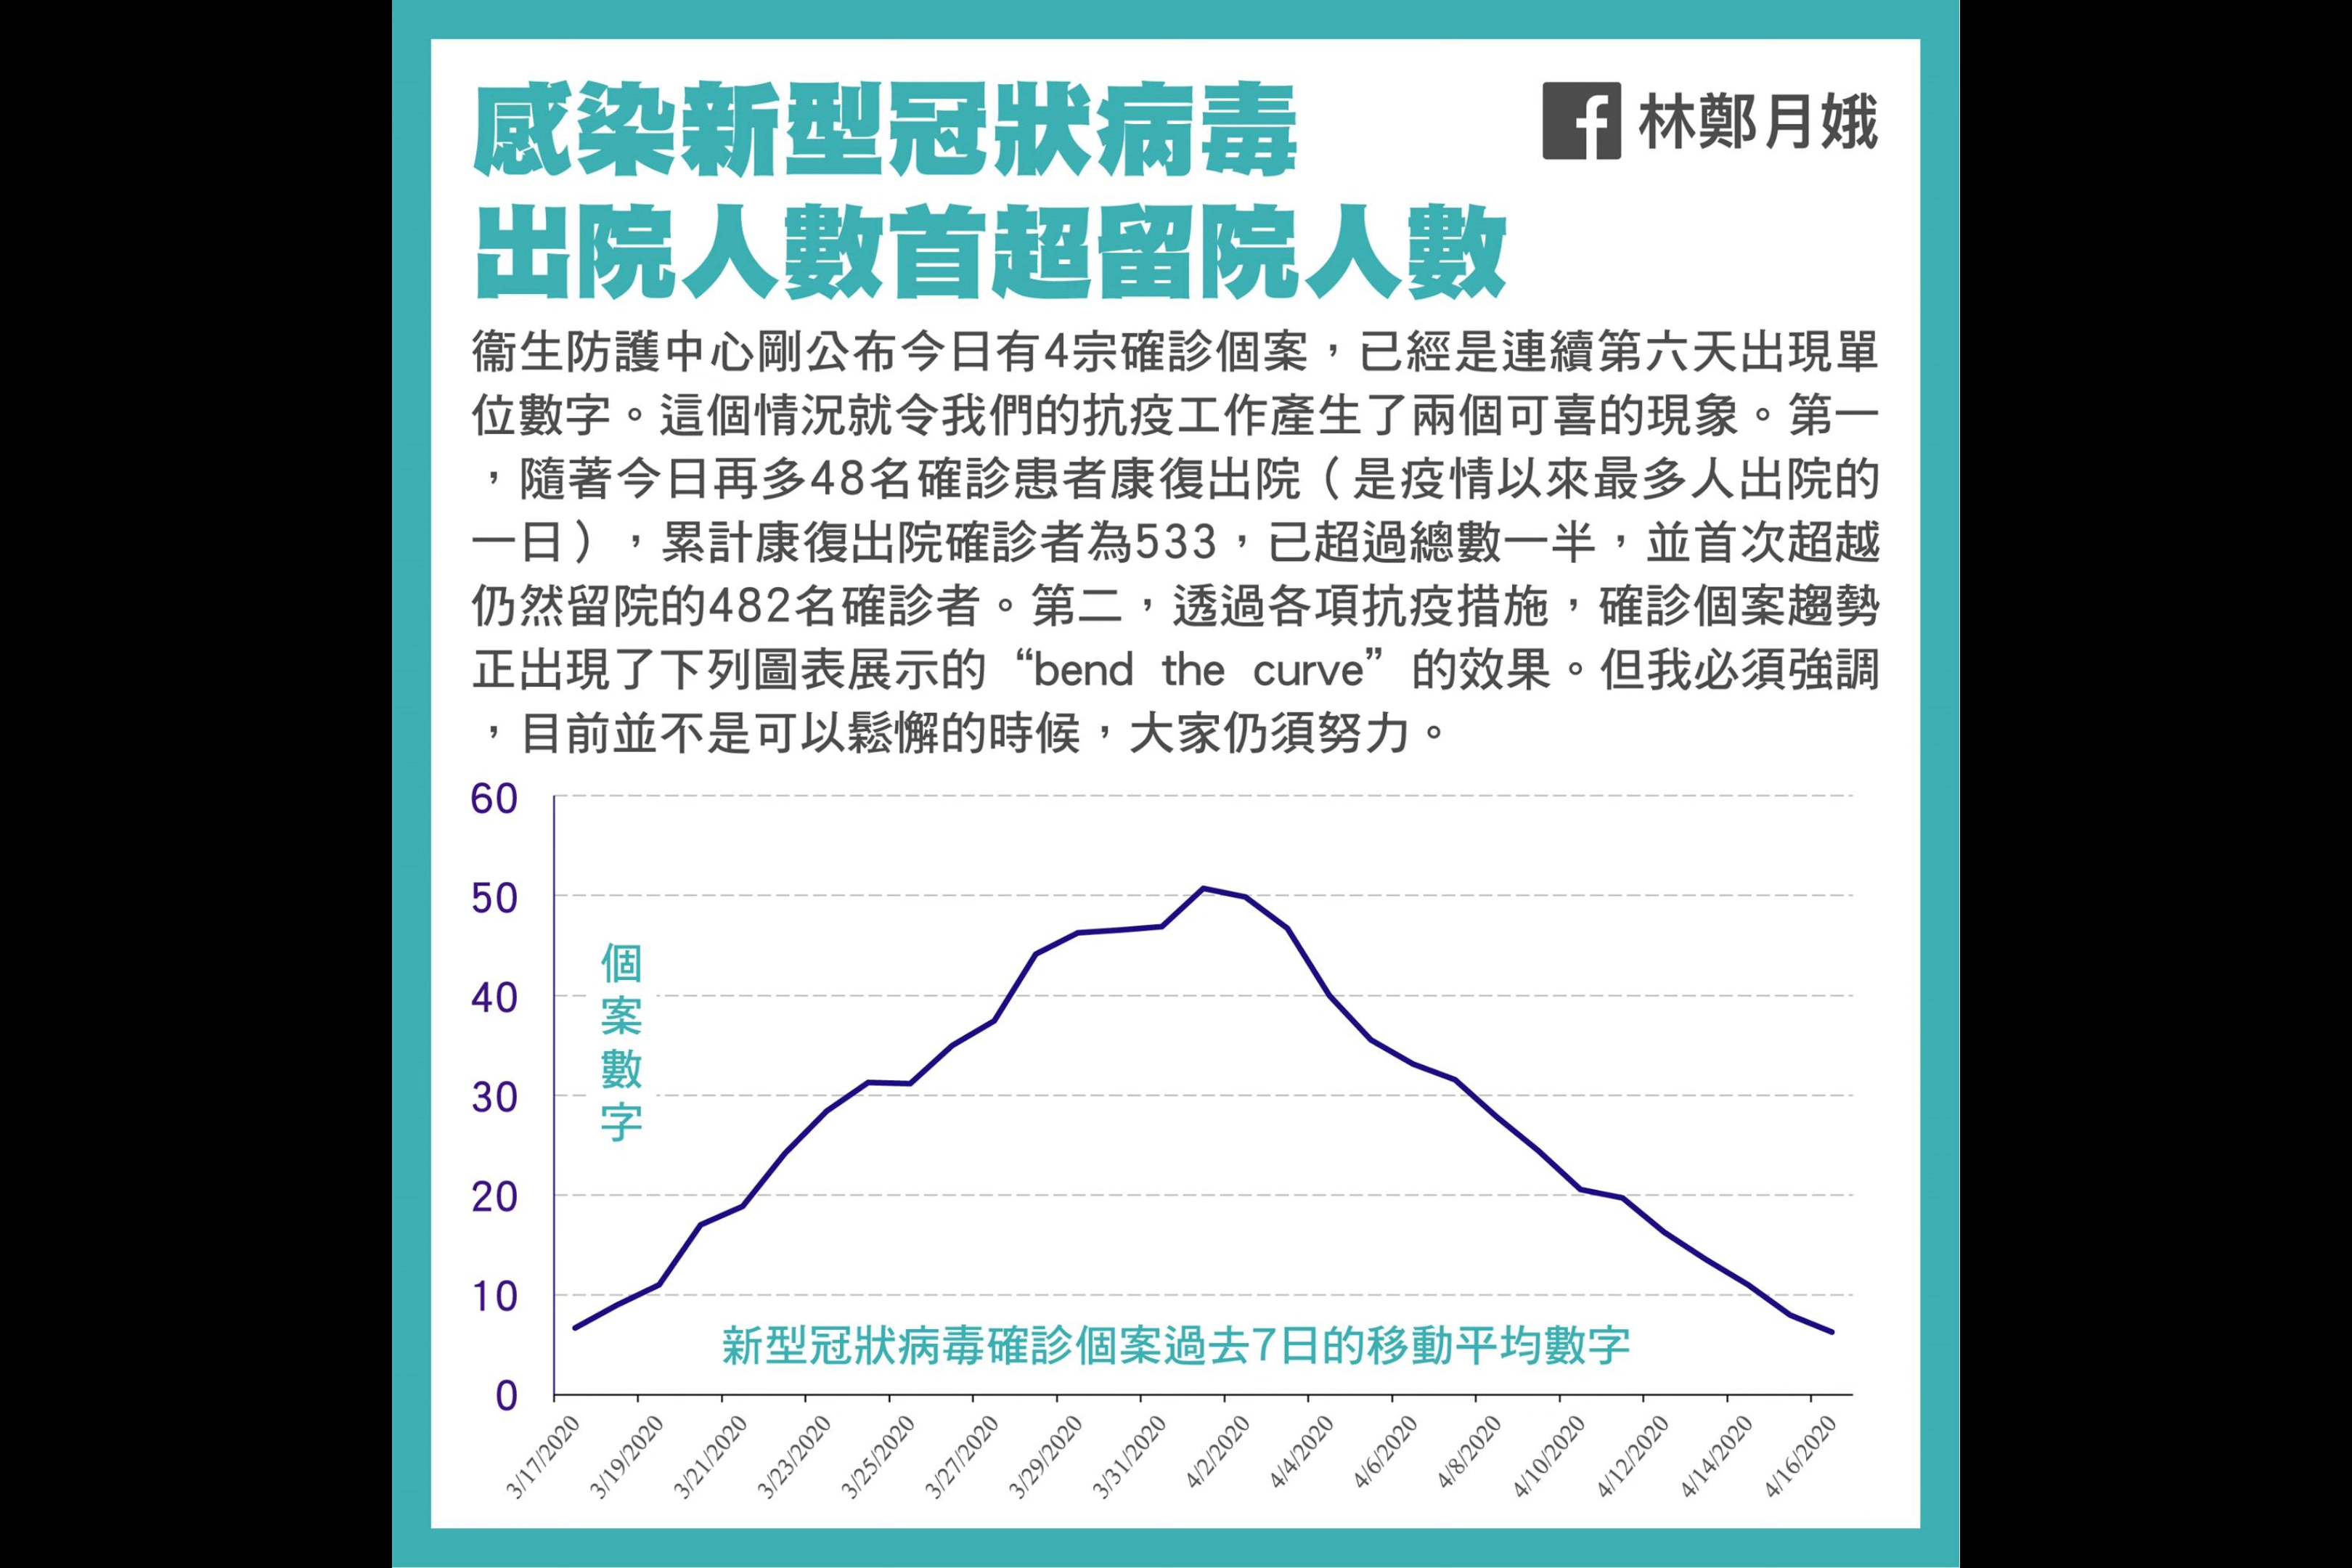 感染新型冠狀病毒
林鄭月娥
出院人數首超留院人數
衞生防護中心剛公布今日有4宗確診個案，已經是連續第六天出現單
位數字。這個情況就令我們的抗疫工作產生了兩個可喜的現象。第一
，隨著今日再多48名確診患者康復出院（是疫情以來最多人出院的
一日），累計康復出院確診者為533，已超過總數一半，並首次超越
仍然留院的482名確診者。第二，透過各項抗疫措施，確診個案趨勢
正出現了下列圖表展示的“bend the curve”的效果。但我必須強調
，目前並不是可以鬆懈的時候，大家仍須努力。
60
50
40
30
20
10
0
個案數字
新型冠狀病毒確診個案過去7日的移動平均數字
3/17/2020
3/19/2020
3/21/2020
3/23/2020
3/25/2020
3/27/2020
3/29/2020
3/31/2020
4/2/2020
4/4/2020
4/6/2020
4/8/2020
4/10/2020
4/12/2020
4/14/2020
4/16/2020